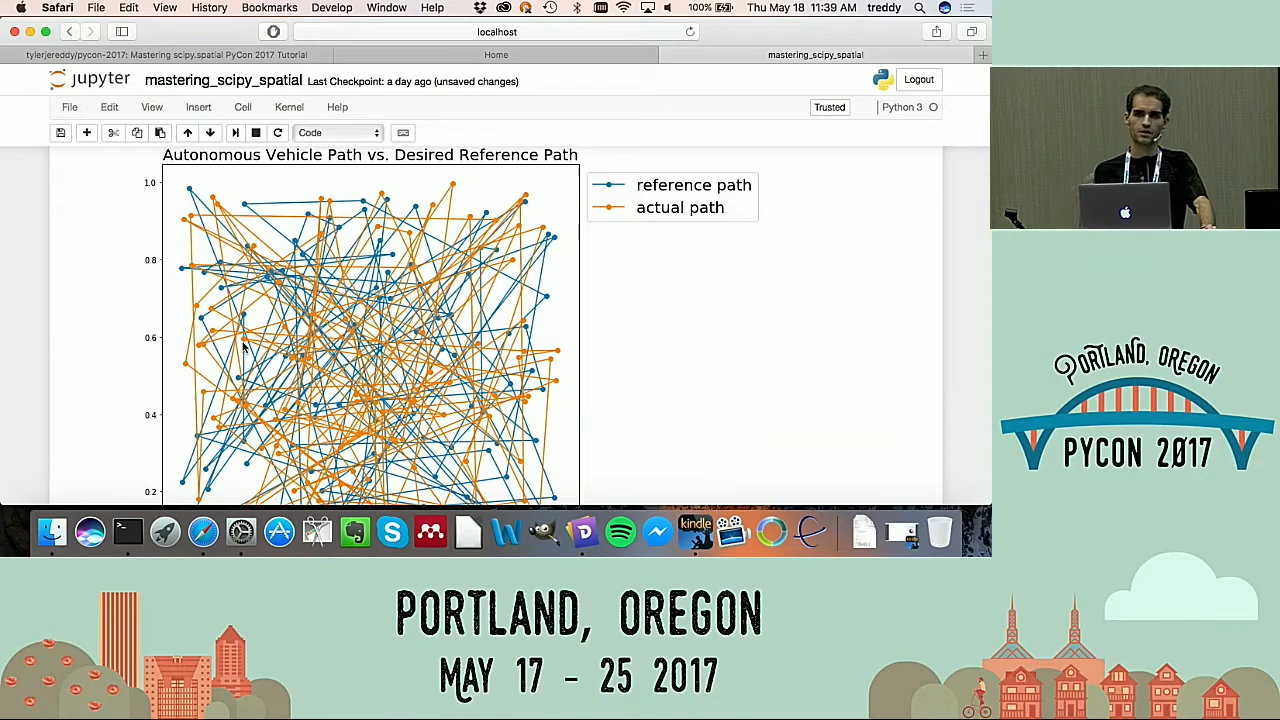 Safari File Edit View History Bookmarks Develop Window Help 100% Thu May 18 11:39 AM treddy
localhost
tylerjereddy/pycon-2017: Mastering scipy.spatial PyCon 2017 Tutorial Home mastering_scipy_spatial
jupyter mastering_scipy_spatial Last Checkpoint: a day ago (unsaved changes) Logout
File Edit View Insert Cell Kernel Help Trusted Python 3
Code
Autonomous Vehicle Path vs. Desired Reference Path
1.0
0.8
0.6
0.4
0.2
reference path
actual path
kindle
PORTLAND, OREGON
PYCON 2017
PORTLAND, OREGON
MAY 17 - 25 2017